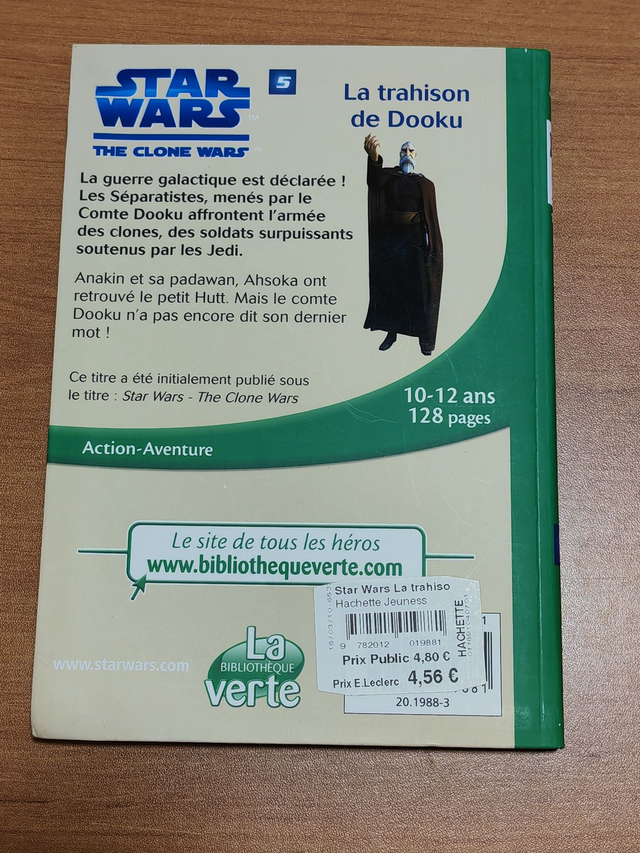 STAR
WARS™
THE CLONE WARS™
5
La trahison
de Dooku
La guerre galactique est déclarée !
Les Séparatistes, menés par le
Comte Dooku affrontent l'armée
des clones, des soldats surpuissants
soutenus par les Jedi.
Anakin et sa padawan, Ahsoka ont
retrouvé le petit Hutt. Mais le comte
Dooku n'a pas encore dit son dernier
mot !
Ce titre a été initialement publié sous
le titre : Star Wars - The Clone Wars
10-12 ans
128 pages
Action-Aventure
Le site de tous les héros
www.bibliothequeverte.com
www.starwars.com
La
BIBLIOTHÈQUE
verte
Star Wars La trahiso
Hachette Jeuness
HACHETTE
9 782012 019881
Prix Public 4,80 €
Prix E.Leclerc 4,56 €
20.1988-3